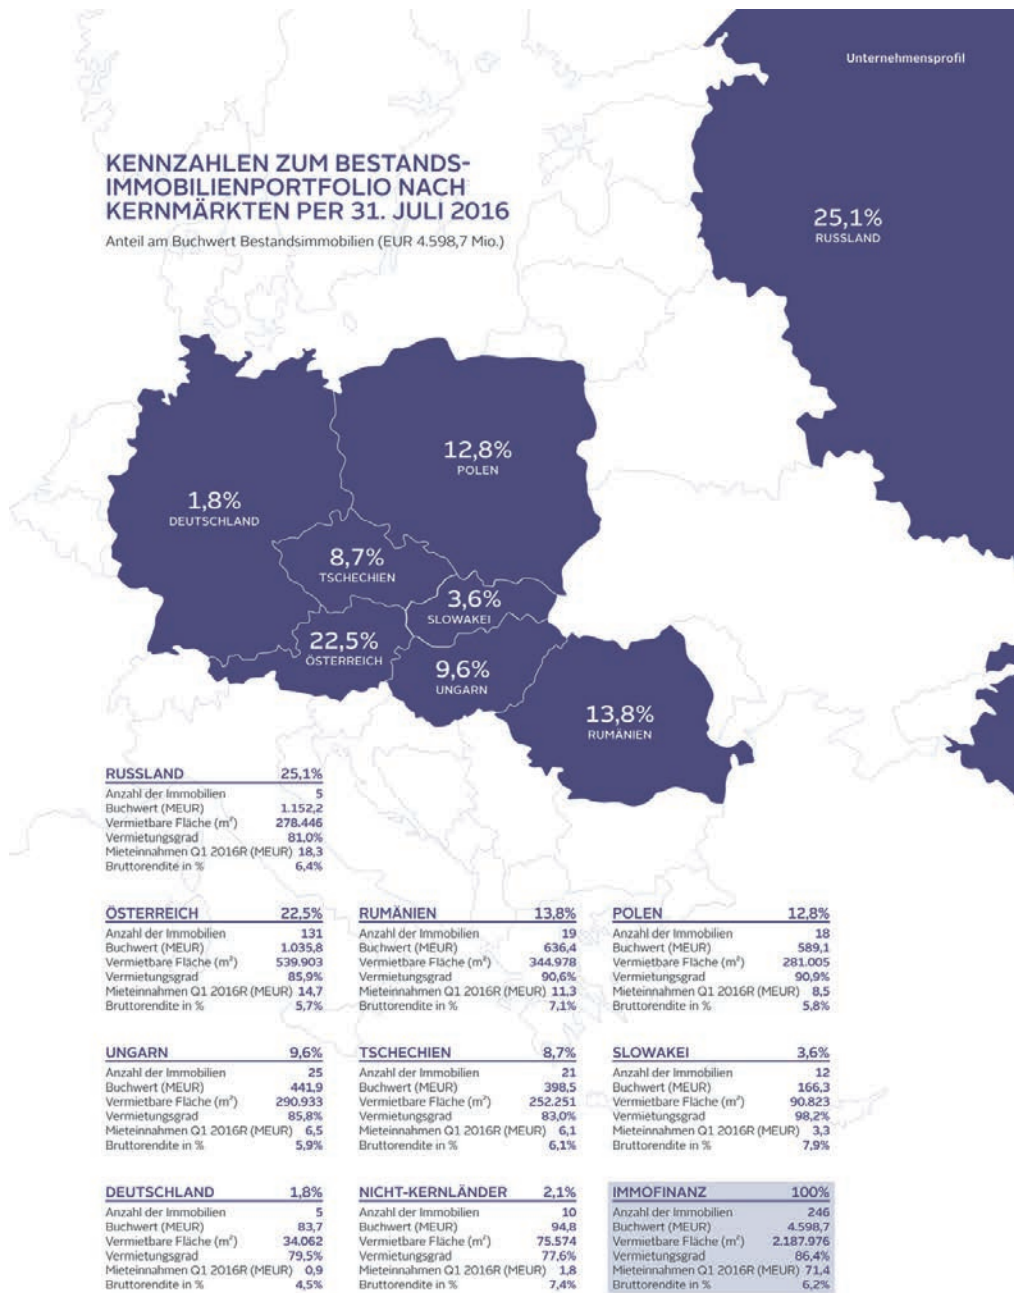 Unternehmensprofil
KENNZAHLEN ZUM BESTANDS-
IMMOBILIENPORTFOLIO NACH
KERNMÄRKTEN PER 31. JULI 2016
Anteil am Buchwert Bestandsimmobilien (EUR 4.598,7 Mio.)
25,1%
RUSSLAND
12,8%
POLEN
1,8%
DEUTSCHLAND
8,7%
TSCHECHIEN
3,6%
SLOWAKEI
22,5%
ÖSTERREICH
9,6%
UNGARN
13,8%
RUMÄNIEN
RUSSLAND 25,1%
Anzahl der Immobilien 5
Buchwert (MEUR) 1.152,2
Vermietbare Fläche (m²) 278.446
Vermietungsgrad 81,0%
Mieteinnahmen Q1 2016R (MEUR) 18,3
Bruttorendite in % 6,4%
ÖSTERREICH 22,5%
Anzahl der Immobilien 131
Buchwert (MEUR) 1.035,8
Vermietbare Fläche (m²) 539.903
Vermietungsgrad 85,9%
Mieteinnahmen Q1 2016R (MEUR) 14,7
Bruttorendite in % 5,7%
RUMÄNIEN 13,8%
Anzahl der Immobilien 19
Buchwert (MEUR) 636,4
Vermietbare Fläche (m²) 344.978
Vermietungsgrad 90,6%
Mieteinnahmen Q1 2016R (MEUR) 11,3
Bruttorendite in % 7,1%
POLEN 12,8%
Anzahl der Immobilien 18
Buchwert (MEUR) 589,1
Vermietbare Fläche (m²) 281.005
Vermietungsgrad 90,9%
Mieteinnahmen Q1 2016R (MEUR) 8,5
Bruttorendite in % 5,8%
UNGARN 9,6%
Anzahl der Immobilien 25
Buchwert (MEUR) 441,9
Vermietbare Fläche (m²) 290.933
Vermietungsgrad 85,8%
Mieteinnahmen Q1 2016R (MEUR) 6,5
Bruttorendite in % 5,9%
TSCHECHIEN 8,7%
Anzahl der Immobilien 21
Buchwert (MEUR) 398,5
Vermietbare Fläche (m²) 252.251
Vermietungsgrad 83,0%
Mieteinnahmen Q1 2016R (MEUR) 6,1
Bruttorendite in % 6,1%
SLOWAKEI 3,6%
Anzahl der Immobilien 12
Buchwert (MEUR) 166,3
Vermietbare Fläche (m²) 90.823
Vermietungsgrad 98,2%
Mieteinnahmen Q1 2016R (MEUR) 3,3
Bruttorendite in % 7,9%
DEUTSCHLAND 1,8%
Anzahl der Immobilien 5
Buchwert (MEUR) 83,7
Vermietbare Fläche (m²) 34.062
Vermietungsgrad 79,5%
Mieteinnahmen Q1 2016R (MEUR) 0,9
Bruttorendite in % 4,5%
NICHT-KERNLÄNDER 2,1%
Anzahl der Immobilien 10
Buchwert (MEUR) 94,8
Vermietbare Fläche (m²) 75.574
Vermietungsgrad 77,6%
Mieteinnahmen Q1 2016R (MEUR) 1,8
Bruttorendite in % 7,4%
IMMOFINANZ 100%
Anzahl der Immobilien 246
Buchwert (MEUR) 4.598,7
Vermietbare Fläche (m²) 2.187.976
Vermietungsgrad 86,4%
Mieteinnahmen Q1 2016R (MEUR) 71,4
Bruttorendite in % 6,2%